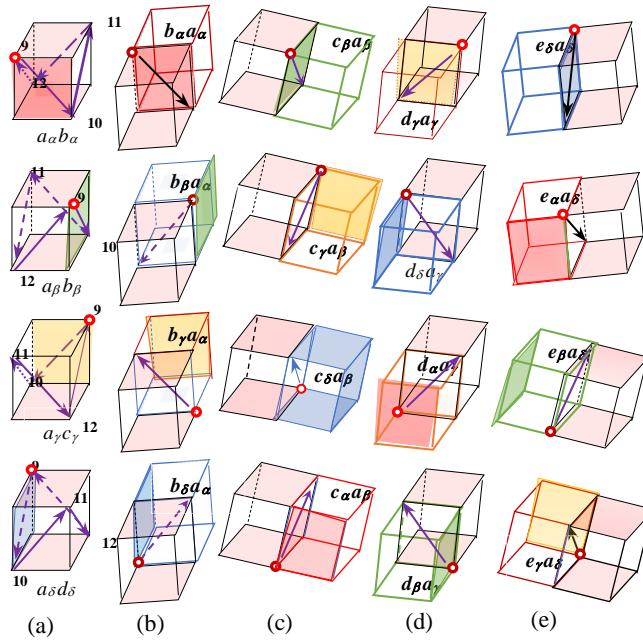 11
9
12
10
a_α b_α
b_α a_α
c_β a_β
d_γ a_γ
e_δ a_β
11
9
12
a_β b_β
b_β a_α
10
c_γ a_β
d_δ a_γ
e_α a_δ
9
11
10
12
a_γ c_γ
b_γ a_α
c_δ a_β
d_α a_γ
e_β a_δ
9
11
10
a_δ d_δ
b_δ a_α
12
c_α a_β
d_β a_γ
e_γ a_δ
(a) (b) (c) (d) (e)